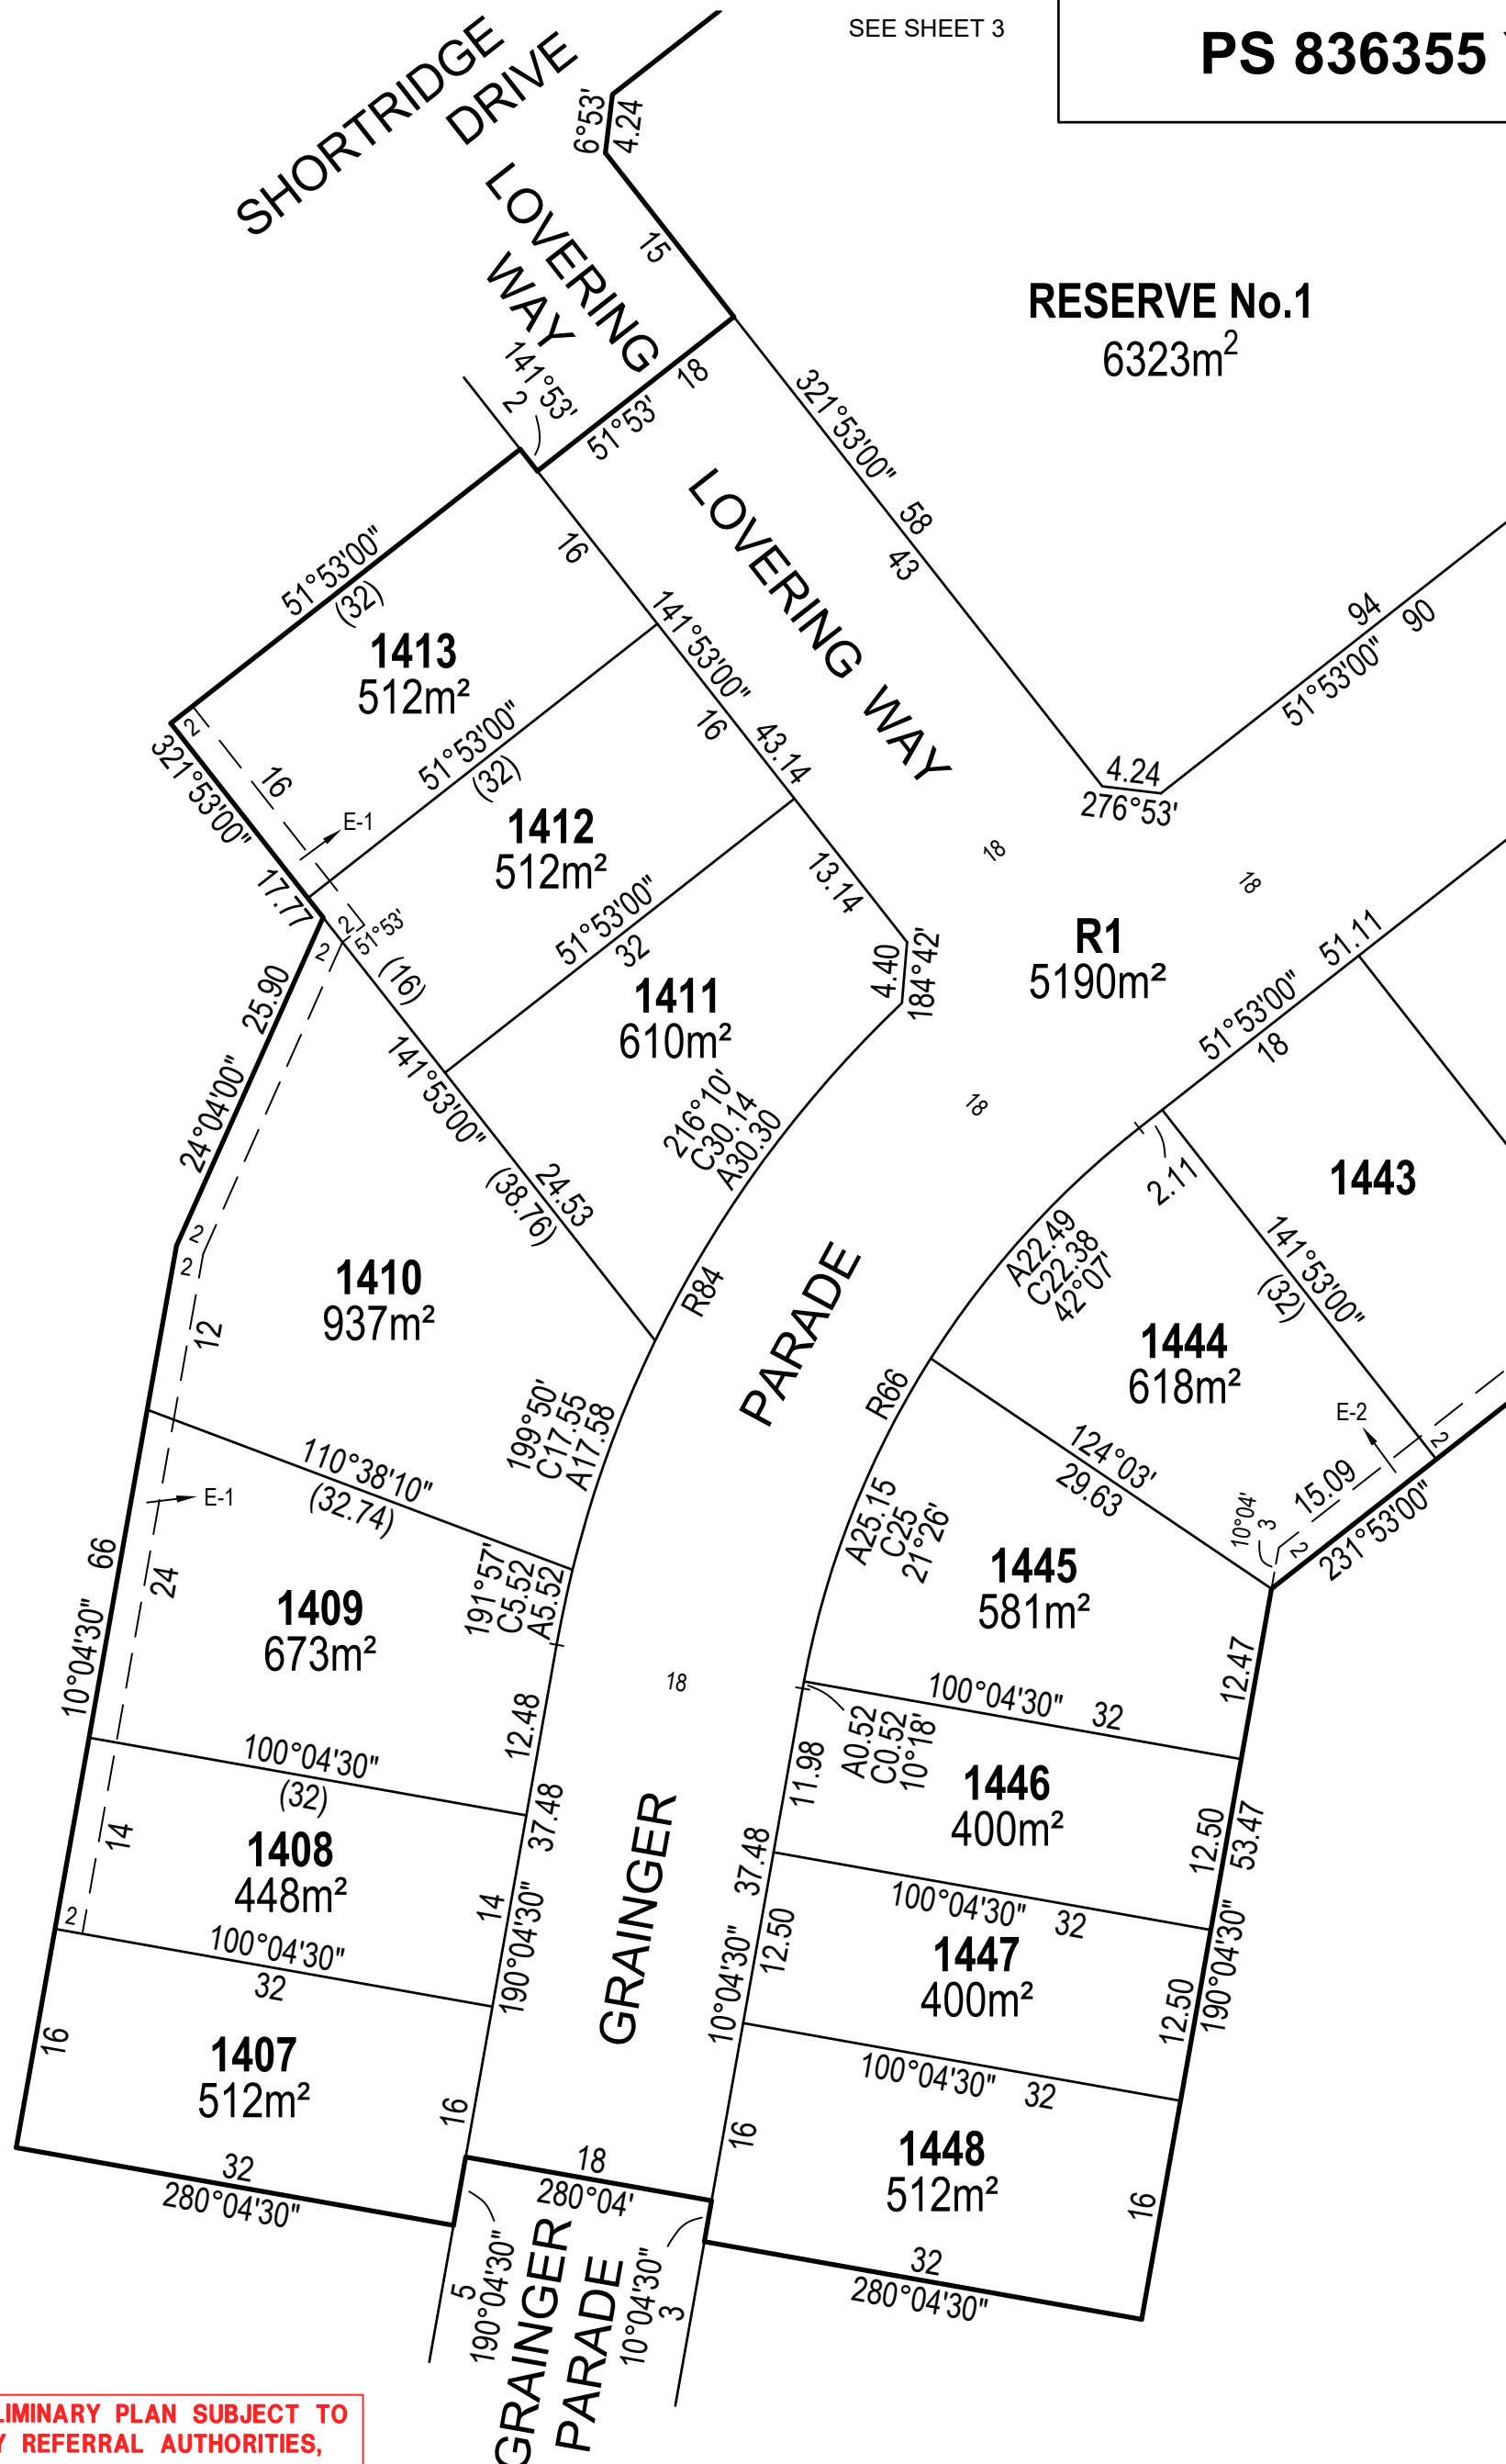 SEE SHEET 3
PS 836355
SHORTRIDGE
DRIVE
6°53'
4.24
LOVERING
WAY
15
RESERVE No.1
6323m²
141°53'
2
18
51°53'
321°53'00"
58
43
LOVERING WAY
94
90
51°53'00"
51°53'00"
(32)
16
1413
512m²
141°53'00"
43.14
2
321°53'00"
16
17.77
E-1
51°53'00"
(32)
16
1412
512m²
4.24
276°53'
18
18
13.14
51°53'00"
32
2
51°53'
2
(16)
R1
5190m²
4.40
184°42'
1411
610m²
51.11
51°53'00"
18
25.90
24°04'00"
141°53'00"
24.53
(38.76)
216°10'
C30.14
A30.30
18
2.11
1443
2
2
12
1410
937m²
R84
PARADE
A22.49
C22.38
42°07'
141°53'00"
(32)
1444
618m²
R66
199°50'
C17.55
A17.58
110°38'10"
(32.74)
E-1
124°03'
29.63
E-2
2
15.09
231°53'00"
10°04'
3
2
66
10°04'30"
24
1409
673m²
191°57'
C5.52
A5.52
A25.15
C25
21°26'
1445
581m²
12.48
18
12.47
100°04'30"
32
100°04'30"
(32)
A0.52
C0.52
10°18'
11.98
1446
400m²
14
1408
448m²
37.48
14
190°04'30"
GRAINGER
37.48
10°04'30"
12.50
53.47
190°04'30"
2
100°04'30"
32
100°04'30"
32
12.50
1447
400m²
12.50
16
1407
512m²
16
100°04'30"
32
16
1448
512m²
16
32
280°04'30"
18
280°04'
5
190°04'30"
10°04'30"
3
32
280°04'30"
GRAINGER
PARADE
LIMINARY PLAN SUBJECT TO
Y REFERRAL AUTHORITIES,